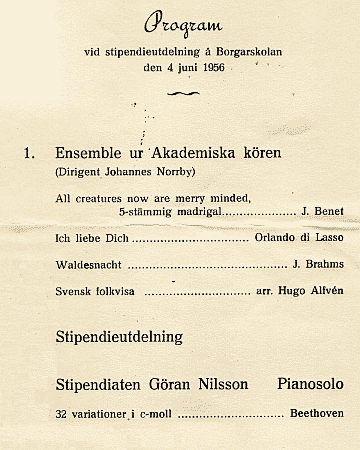 Program
vid stipendieutdelning å Borgarskolan
den 4 juni 1956
1. Ensemble ur Akademiska kören
(Dirigent Johannes Norrby)
All creatures now are merry minded,
5-stämmig madrigal.................... J. Benet
Ich liebe Dich ................................ Orlando di Lasso
Waldesnacht ............................................ J. Brahms
Svensk folkvisa ............................ arr. Hugo Alfvén
Stipendieutdelning
Stipendiaten Göran Nilsson Pianosolo
32 variationer i c-moll ............................ Beethoven